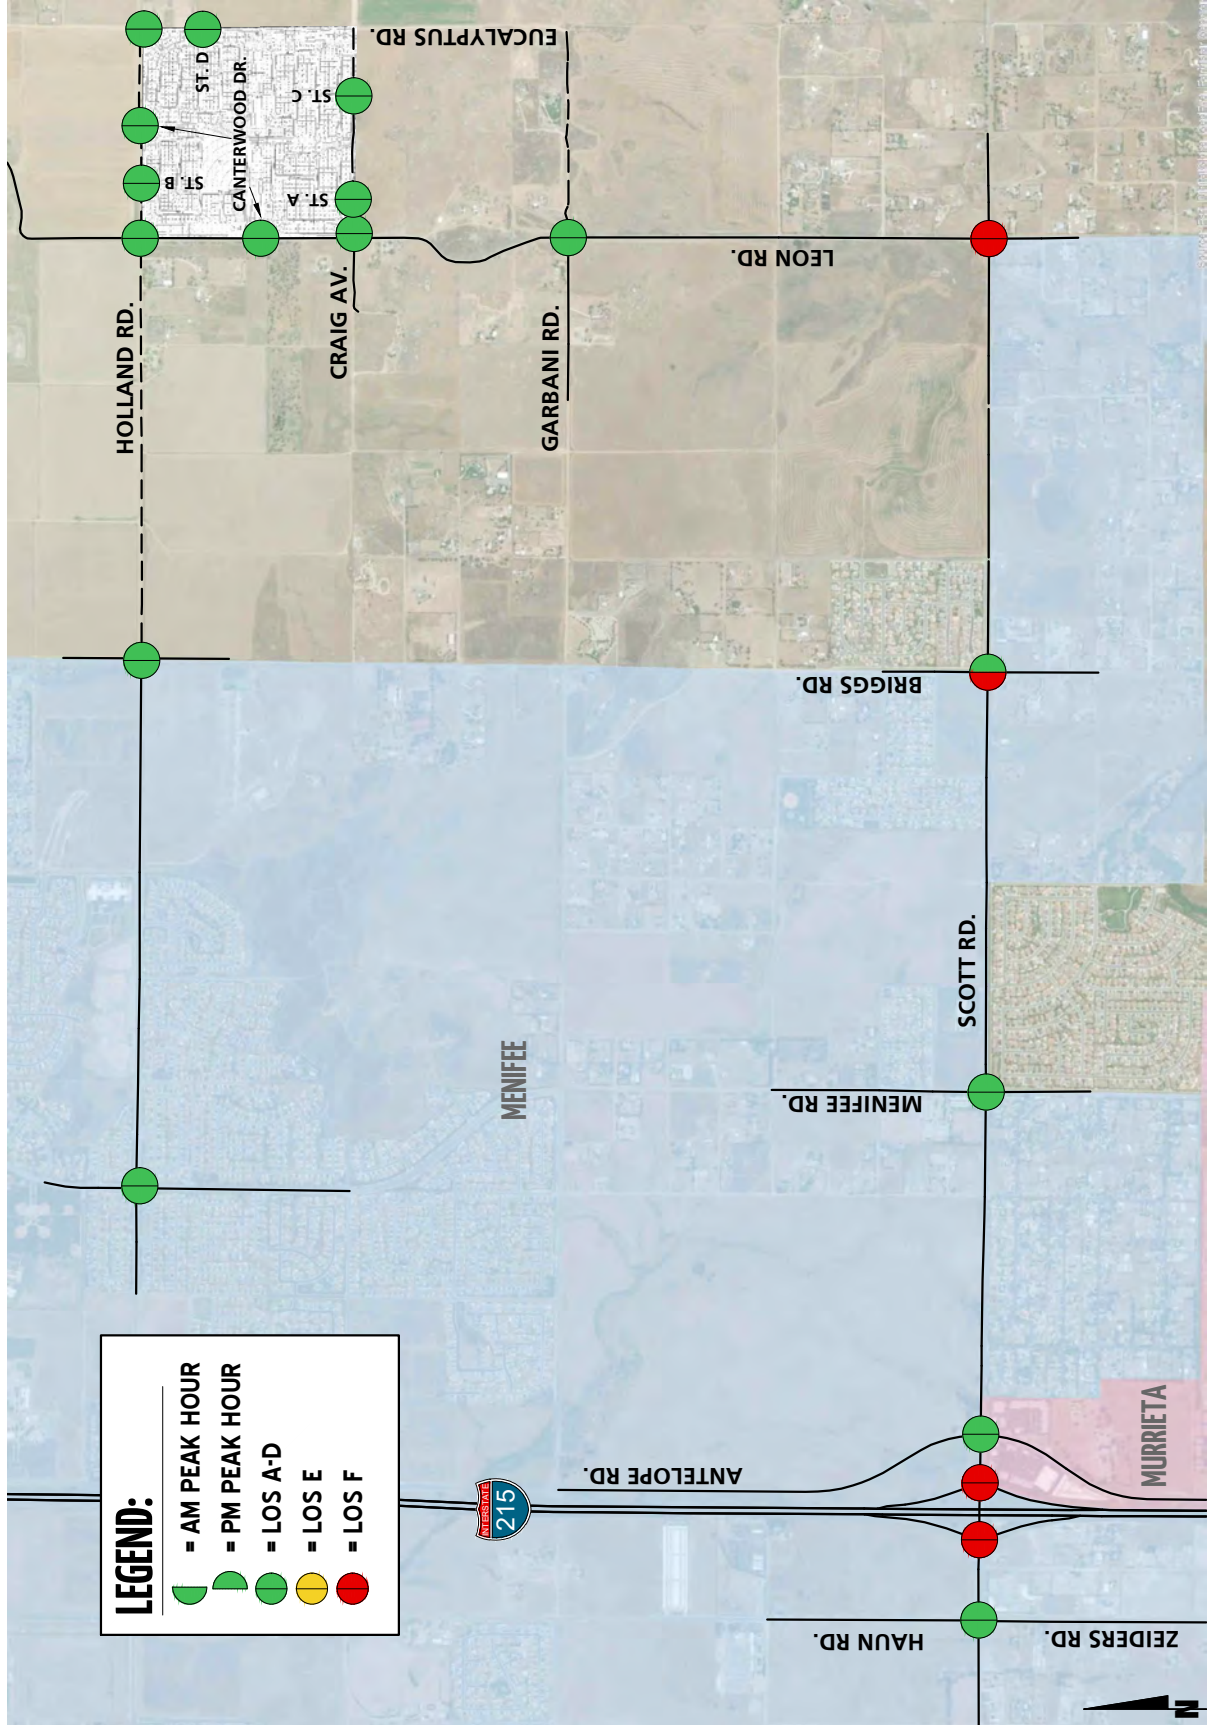 LEGEND:
= AM PEAK HOUR
= PM PEAK HOUR
= LOS A-D
= LOS E
= LOS F
HOLLAND RD.
ST. B
CANTERWOOD DR.
ST. D
ST. A
ST. C
CRAIG AV.
EUCALYPTUS RD.
GARBANI RD.
LEON RD
MENIFEE
INTERSTATE
215
ANTELOPE RD.
BRIGGS RD.
MENIFEE RD.
SCOTT RD.
HAUN RD.
ZEIDERS RD.
MURRIETA
N